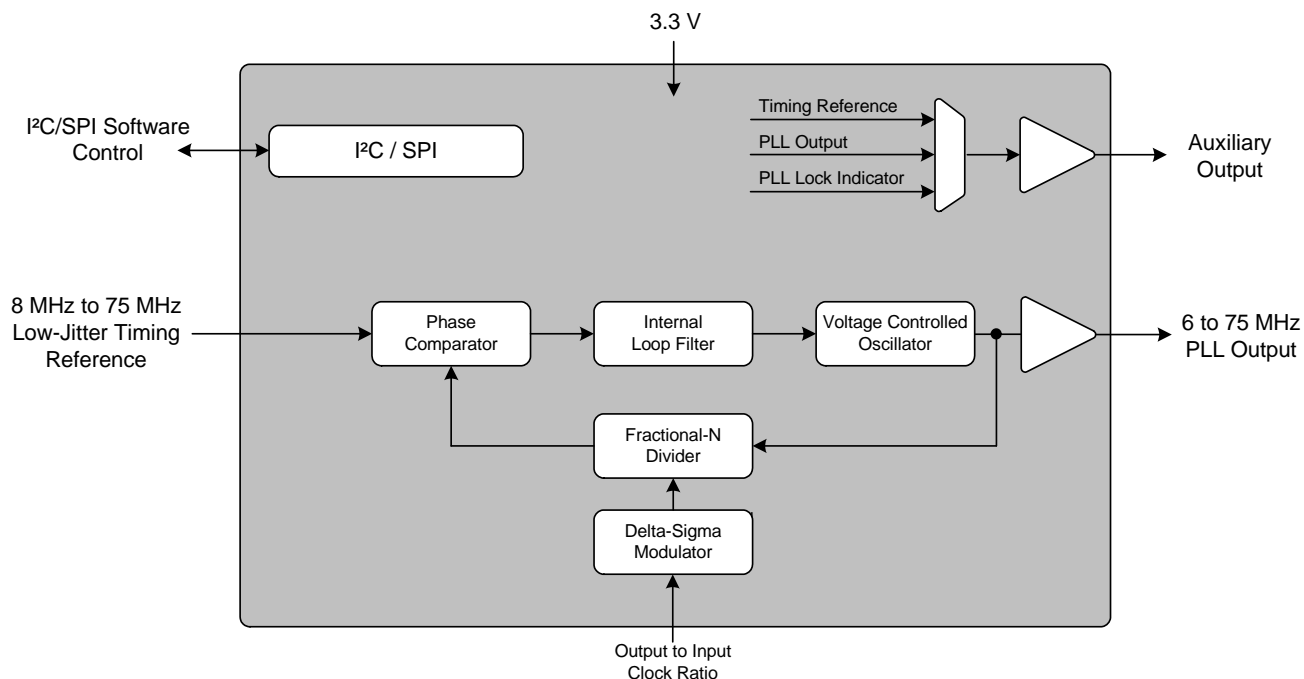 3.3 V
I²C/SPI Software
Control
I²C / SPI
Timing Reference
PLL Output
PLL Lock Indicator
Auxiliary
Output
8 MHz to 75 MHz
Low-Jitter Timing
Reference
Phase
Comparator
Internal
Loop Filter
Voltage Controlled
Oscillator
6 to 75 MHz
PLL Output
Fractional-N
Divider
Delta-Sigma
Modulator
Output to Input
Clock Ratio